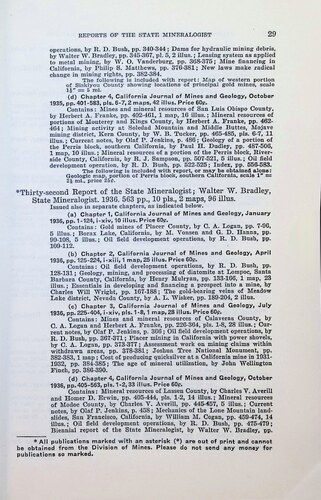 REPORTS OF THE STATE MINERALOGIST 29
operations, by R. D. Bush, pp. 340-344; Dams for hydraulic mining debris,
by Walter W. Bradley, pp. 345-367, pl. 5, 2 illus.; Leasing system as applied
to metal mining, by W. O. Vanderburg, pp. 368-375; Mine financing in
California, by Philip S. Matthews, pp. 376-381; New laws make radical
change in mining rights, pp. 382-384.
The following is included with report: Map of western portion
of Siskiyou County showing locations of principal gold mines, scale
(d) Chapter 4, California Journal of Mines and Geology, October
1935, pp. 401-583, pls. 6-7, 2 maps, 42 illus. Price 60¢.
Contains: Mines and mineral resources of San Luis Obispo County,
by Herbert A. Franke, pp. 402-461, 1 map, 16 illus.; Mineral resources of
portions of Monterey and Kings County, by Herbert A. Franke, pp. 462-
464; Mining activity at Soledad Mountain and Middle Buttes, Mojave
mining district, Kern County, by W. B. Tucker, pp. 465-485, pls. 6-7, 11
illus.; Current notes, by Olaf P. Jenkins, p. 486; Geology of a portion of the
Perris block, southern California, by Paul H. Dudley, pp. 487-506,
1 map, 10 illus.; Mineral resources of a portion of the Perris block, River-
side County, California, by R. J. Sampson, pp. 507-521, 5 illus.; Oil field
development operation, by R. D. Bush, pp. 522-525; Index, pp. 558-583.
The following is included with report, or may be obtained alone:
Geologic map, portion of Perris block, southern California, scale 1" =
*Thirty-second Report of the State Mineralogist; Walter W. Bradley,
State Mineralogist. 1936, 563 pp., 10 pls., 2 maps, 96 illus.
Issued also in separate chapters, as indicated below.
(a) Chapter 1, California Journal of Mines and Geology, January
1936, pp. 1-124, i-xiv, 10 illus. Price 60¢.
Contains: Gold mines of Placer County, by C. A. Logan, pp. 7-96,
5 illus.; Borax Lake, California, by M. Vonsen and G. D. Hanna, pp.
99-108, 5 illus.; Oil field development operations, by R. D. Bush, pp.
109-112.
(b) Chapter 2, California Journal of Mines and Geology, April
1936, pp. 125-224, i-xiii, 1 map, 25 illus. Price 60¢.
Contains: Oil field development operations, by R. D. Bush, pp.
128-131; Geology, mining, and processing of diatomite at Lompoc, Santa
Barbara County, California, by Henry Mulryan, pp. 133-166, 1 map, 23
illus.; Essentials in developing and financing a prospect into a mine, by
Charles Will Wright, pp. 167-188; The gold-bearing veins of Meadow
Lake district, Nevada County, by A. L. Wisker, pp. 189-204, 2 illus.
(c) Chapter 3, California Journal of Mines and Geology, July
1936, pp. 225-404, i-xiv, pls. 1-8, 1 map, 28 illus. Price 60¢.
Contains: Mines and mineral resources of Calaveras County, by
C. A. Logan and Herbert A. Franke, pp. 226-364, pls. 1-8, 28 illus.; Cur-
rent notes, by Olaf P. Jenkins, p. 366; Oil field development operations, by
R. D. Bush, pp. 367-371; Placer mining in California with power shovels,
by C. A. Logan, pp. 373-377; Assessment work on mining claims within
withdrawn areas, pp. 378-381; Joshua Tree National Monument, pp.
382-383, 1 map; Cost of producing quicksilver at a California mine in 1931-
1932, pp. 384-385; The age of mineral utilization, by John Wellington
Finch, pp. 386-390.
(d) Chapter 4, California Journal of Mines and Geology, October
1936, pp. 405-563, pls. 1-2, 33 illus. Price 60¢.
Contains: Mineral resources of Lassen County, by Charles V. Averill
and Homer D. Erwin, pp. 405-444, pls. 1-2, 14 illus.; Mineral resources of
Modoc County, by Charles V. Averill, pp. 445-457, 5 illus.; Current
notes, by Olaf P. Jenkins, p. 458; Mechanics of the Lone Mountain land-
slides, San Francisco, California, by William M. Cogan, pp. 459-474, 14
illus.; Oil field development operations, by R. D. Bush, pp. 475-479;
Biennial report of the State Mineralogist, by Walter W. Bradley, pp.
* All publications marked with an asterisk (*) are out of print and cannot
be obtained from the Division of Mines. Please do not send any money for
publications so marked.